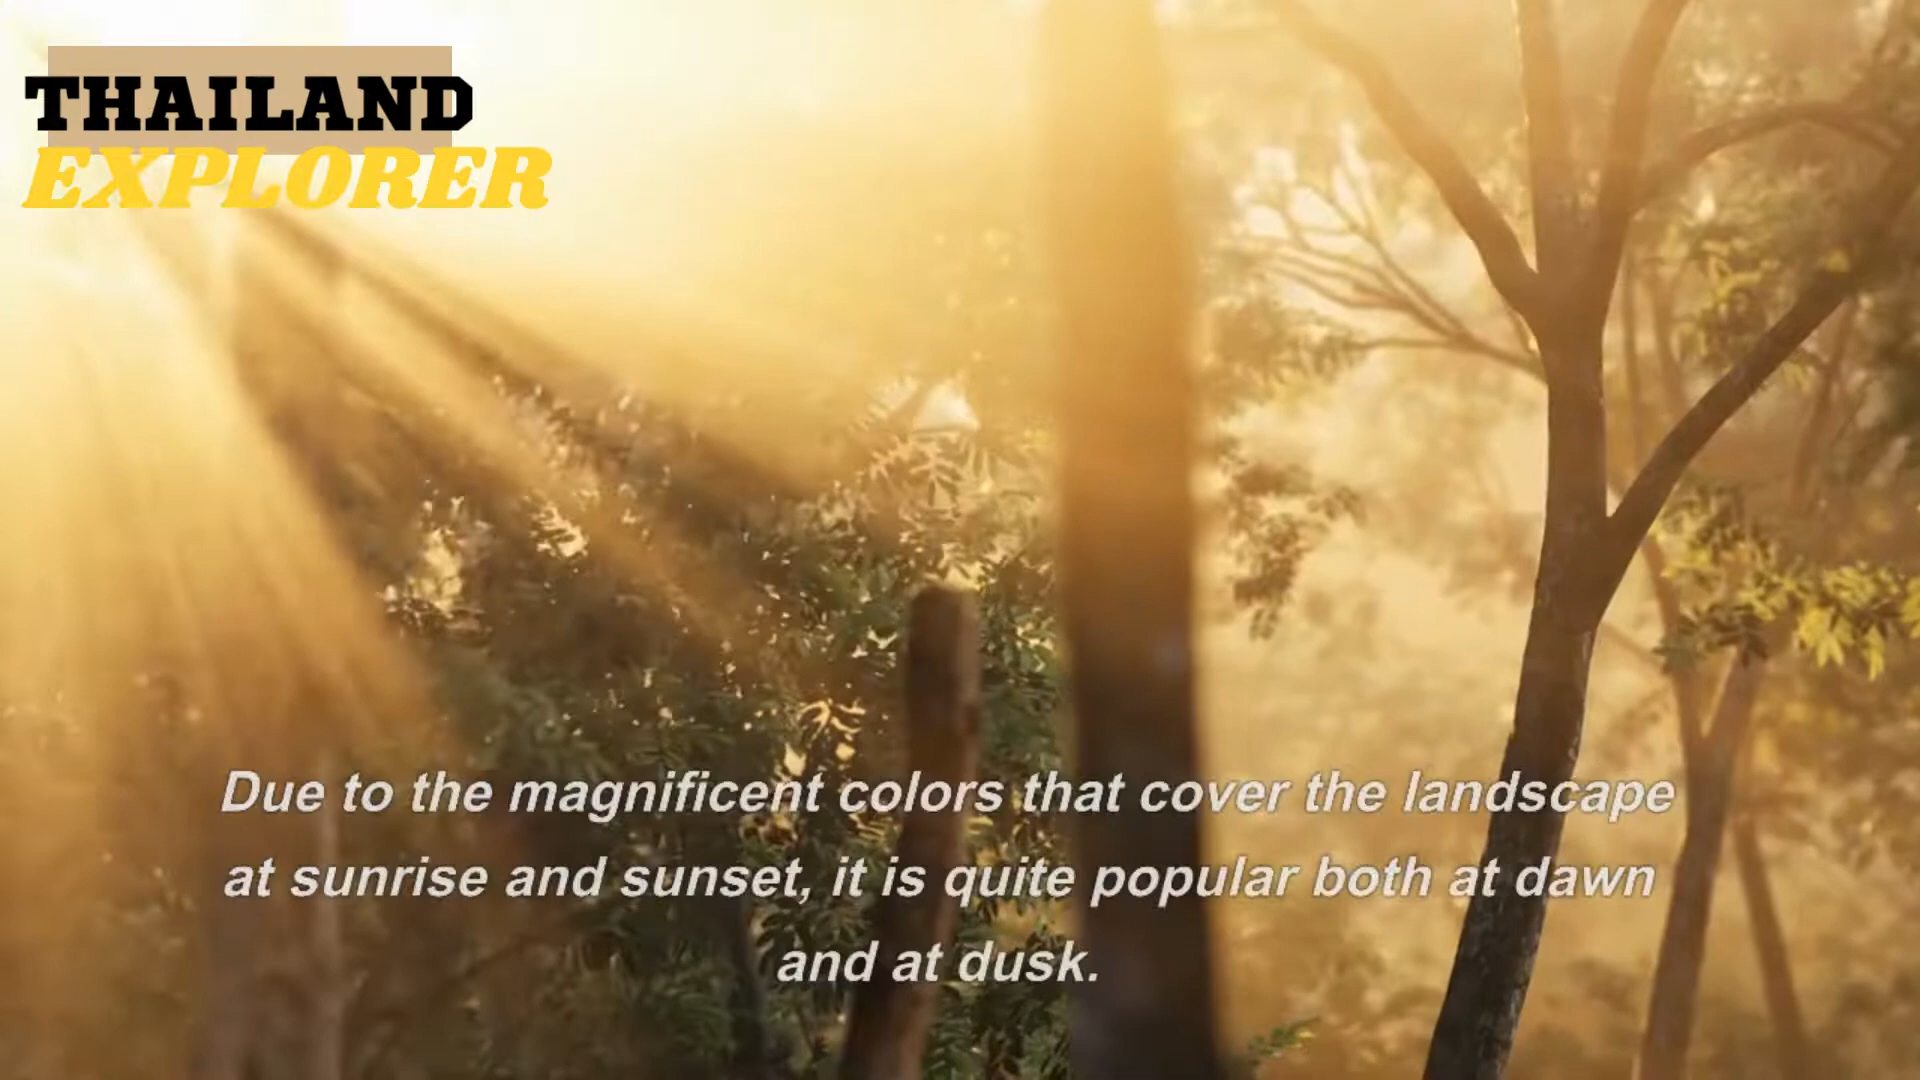 THAILAND
EXPLORER
Due to the magnificent colors that cover the landscape
at sunrise and sunset, it is quite popular both at dawn
and at dusk.